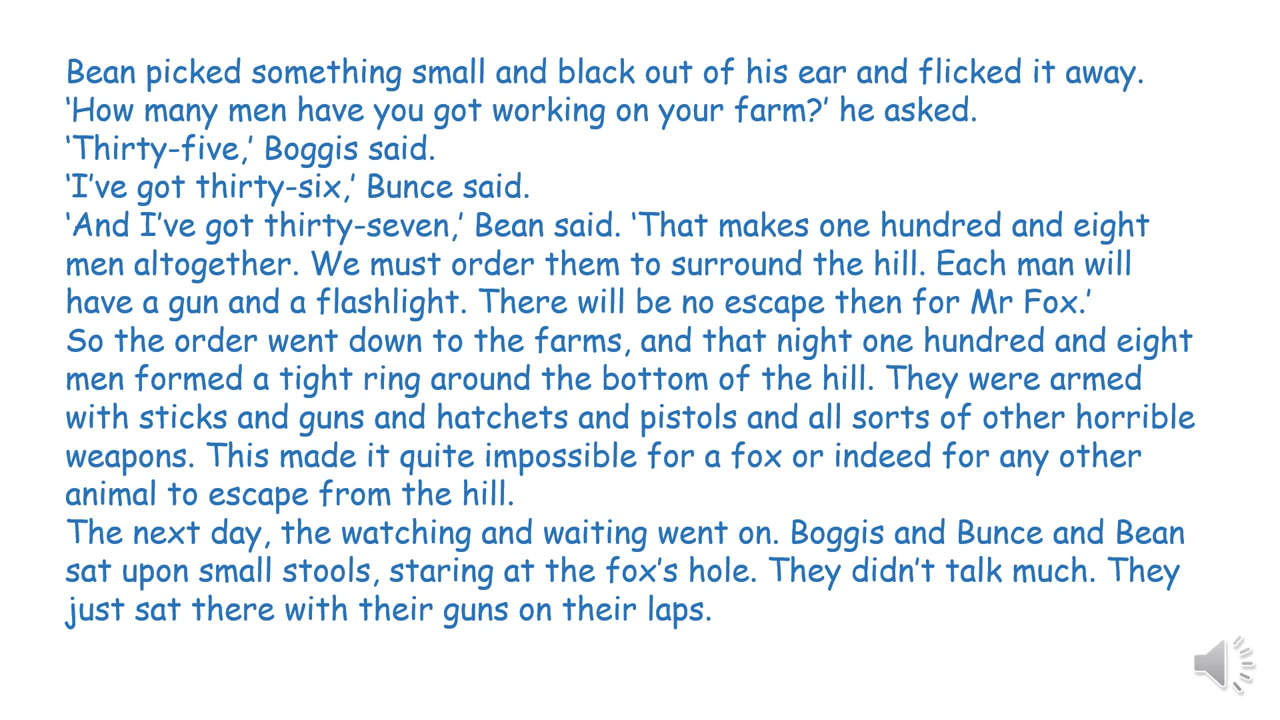 Bean picked something small and black out of his ear and flicked it away.
‘How many men have you got working on your farm?’ he asked.
‘Thirty-five,’ Boggis said.
‘I’ve got thirty-six,’ Bunce said.
‘And I’ve got thirty-seven,’ Bean said. ‘That makes one hundred and eight
men altogether. We must order them to surround the hill. Each man will
have a gun and a flashlight. There will be no escape then for Mr Fox.’
So the order went down to the farms, and that night one hundred and eight
men formed a tight ring around the bottom of the hill. They were armed
with sticks and guns and hatchets and pistols and all sorts of other horrible
weapons. This made it quite impossible for a fox or indeed for any other
animal to escape from the hill.
The next day, the watching and waiting went on. Boggis and Bunce and Bean
sat upon small stools, staring at the fox’s hole. They didn’t talk much. They
just sat there with their guns on their laps.